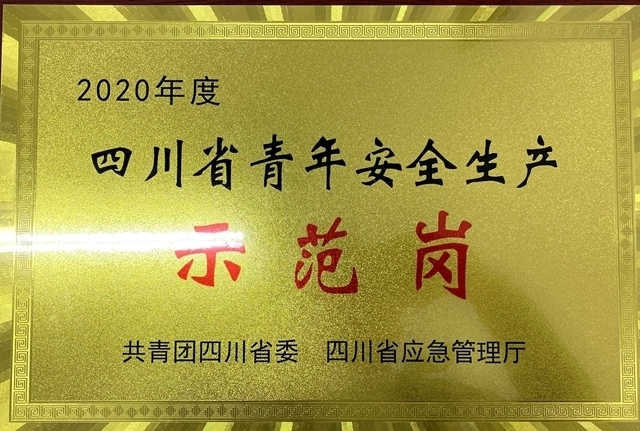 2020年度
四川省青年安全生产
示范岗
共青团四川省委 四川省应急管理厅